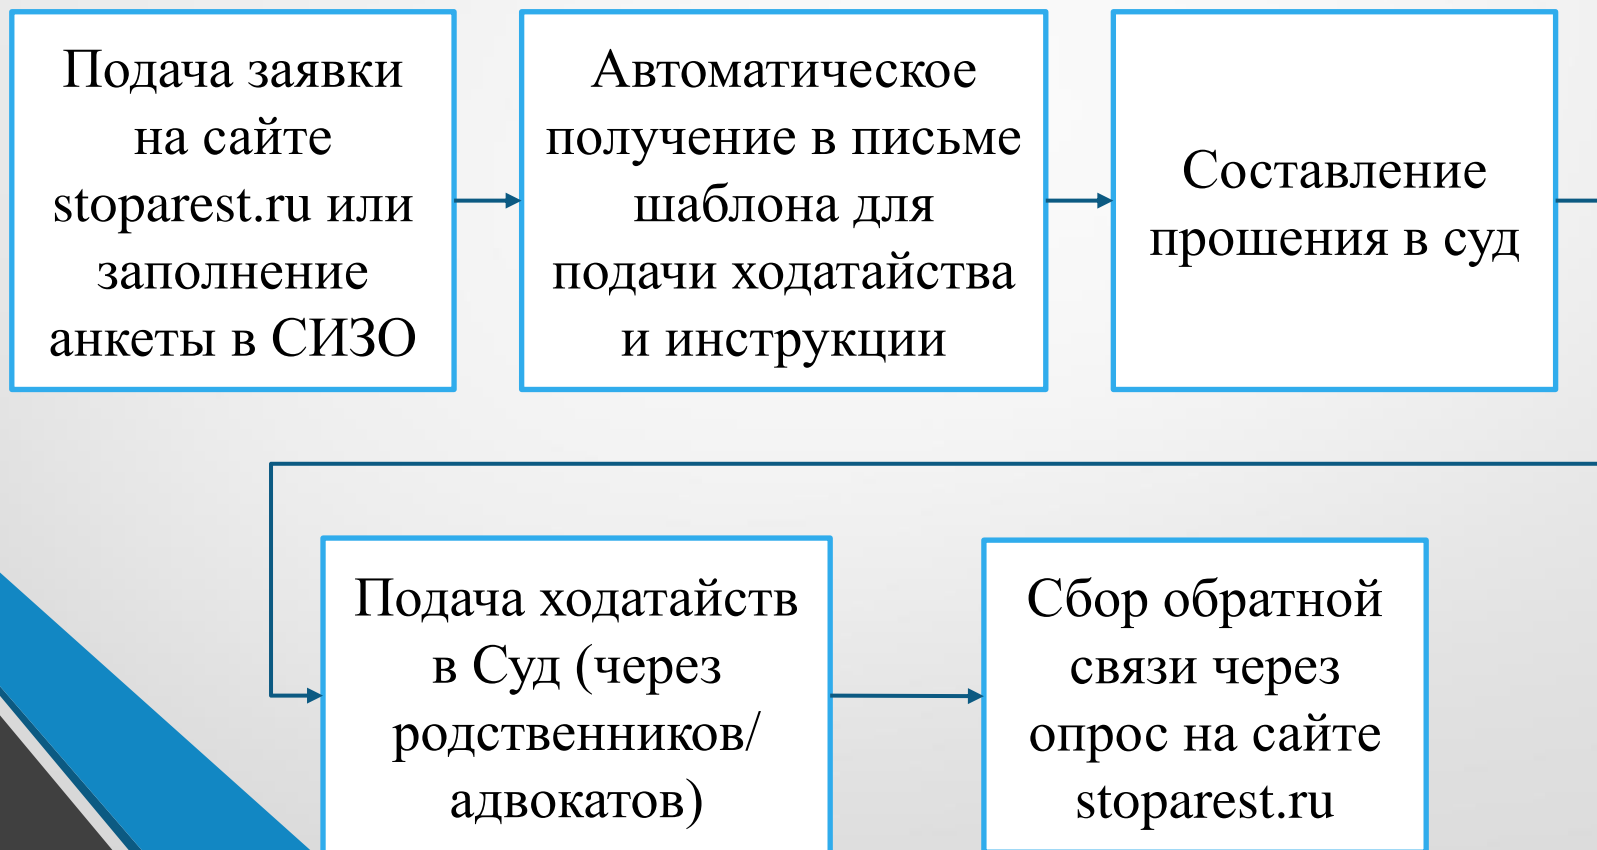 Подача заявки
на сайте
stoparest.ru или
заполнение
анкеты в СИЗО
Автоматическое
получение в письме
шаблона для
подачи ходатайства
и инструкции
Составление
прошения в суд
Подача ходатайств
в Суд (через
родственников/
адвокатов)
Сбор обратной
связи через
опрос на сайте
stoparest.ru